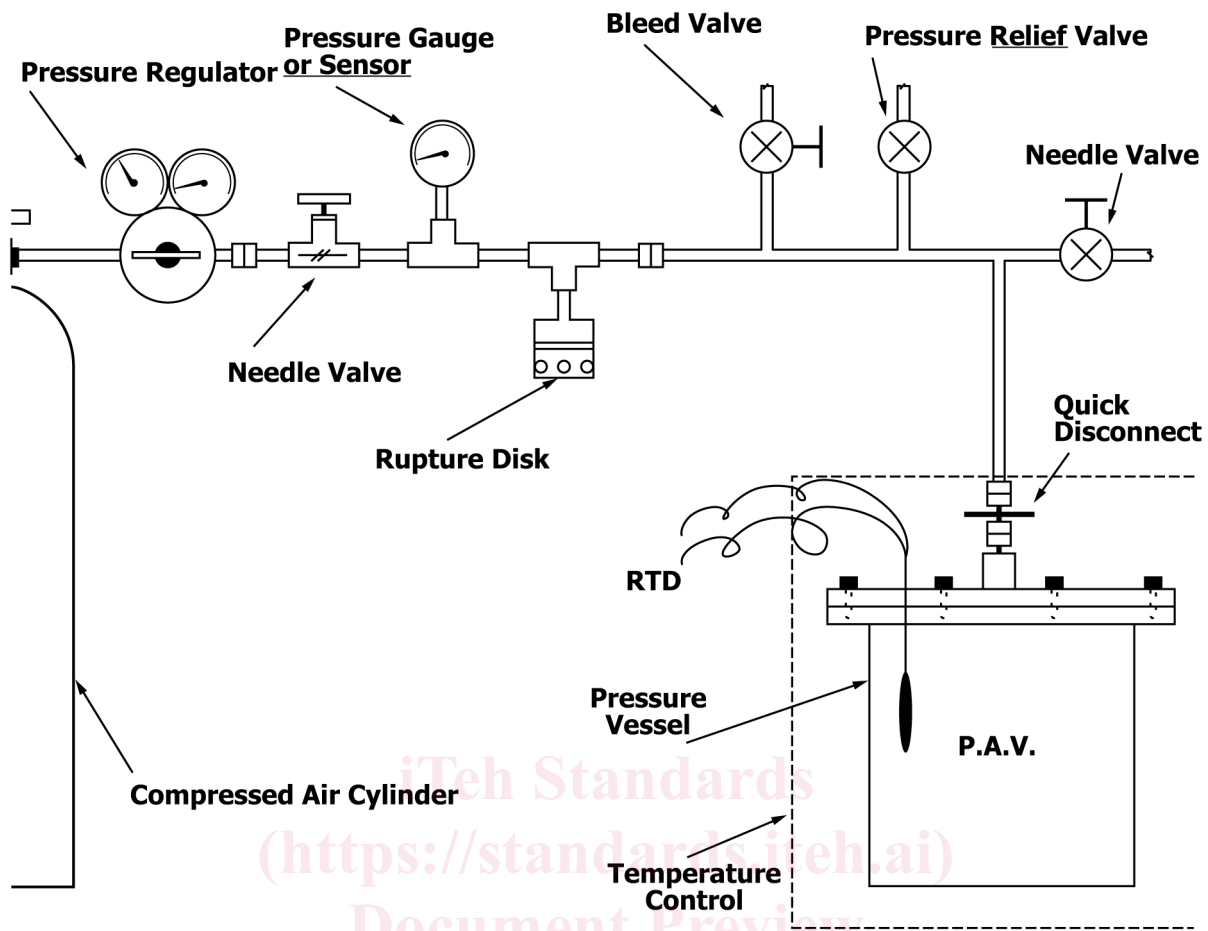 Bleed Valve
Pressure Gauge
or Sensor
Pressure Relief Valve
Pressure Regulator
Needle Valve
Needle Valve
Quick
Disconnect
Rupture Disk
RTD
Pressure
Vessel
P.A.V.
Compressed Air Cylinder
Temperature
Control
iTeh Standards
(https://standards.iteh.ai)
Document Preview